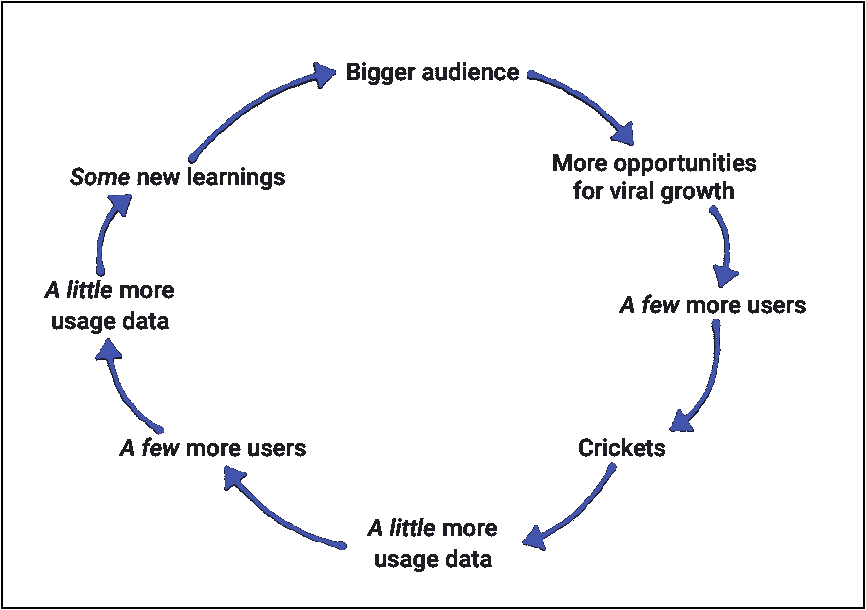 Bigger audience
More opportunities
for viral growth
A few more users
Crickets
A little more
usage data
A few more users
A little more
usage data
Some new learnings